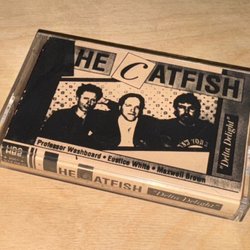 HE CATFISH
Professor Washboard • Eustice White • Maxwell Brown
"Delta Delight"
HE CATFISH "Delta Delight"